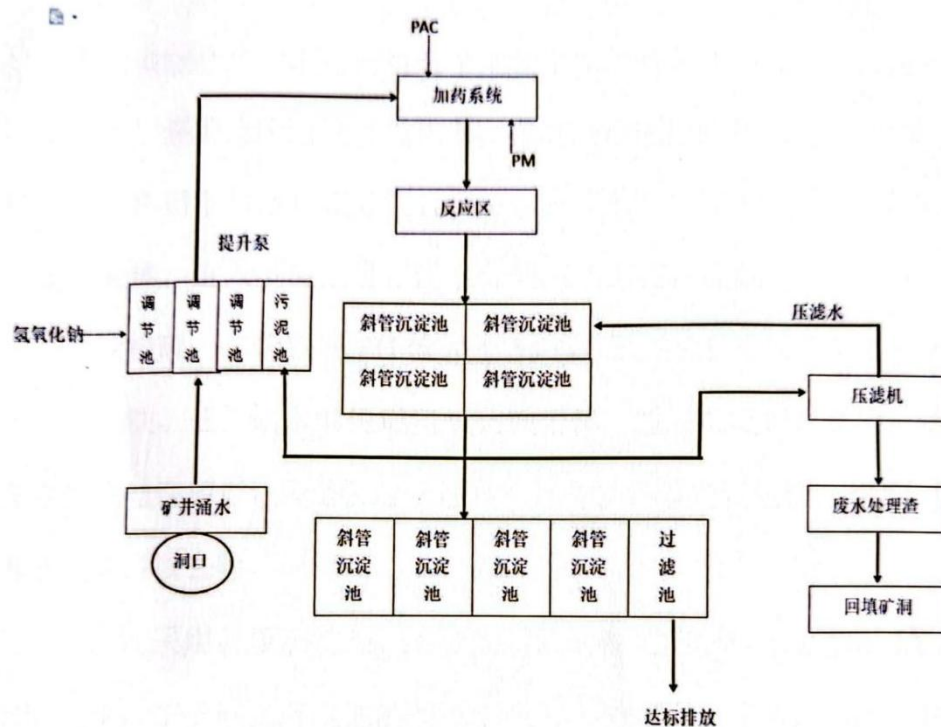 PAC
加药系统
PM
反应区
提升泵
调节池
调节池
调节池
污泥池
氢氧化钠
斜管沉淀池
斜管沉淀池
斜管沉淀池
斜管沉淀池
压滤水
压滤机
矿井涌水
洞口
废水处理渣
斜管沉淀池
斜管沉淀池
斜管沉淀池
斜管沉淀池
过滤池
回填矿洞
达标排放